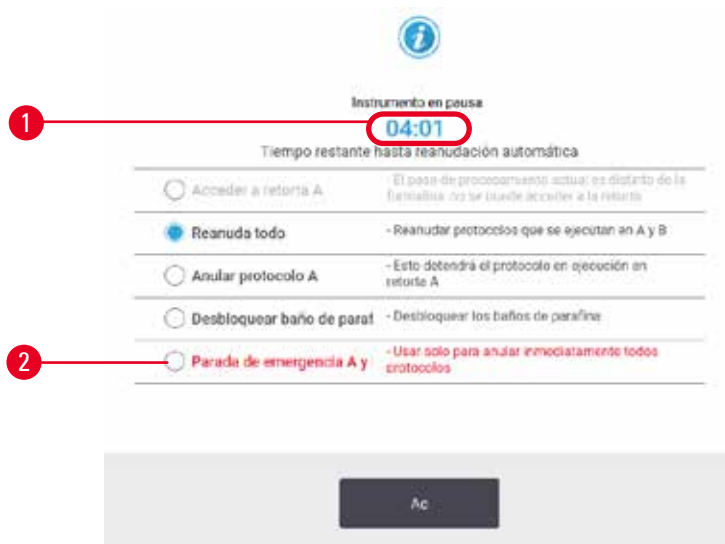 Instrumento en pausa
1
04:01
Tiempo restante hasta reanudación automática
Acceder a retorta A
- El paso de procesamiento actual es distinto de la
formalina: no se puede acceder a la retorta
Reanuda todo
- Reanudar protocolos que se ejecutan en A y B
Anular protocolo A
- Esto detendrá el protocolo en ejecución en
retorta A
Desbloquear baño de paraf
- Desbloquear los baños de parafina
2
Parada de emergencia A y
- Usar solo para anular inmediatamente todos
protocolos
Ac